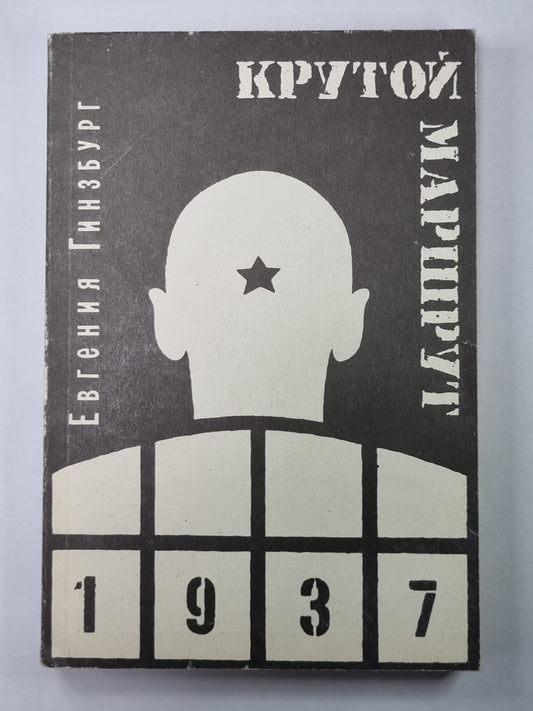 Евгения Гинзбург
КРУТОЙ
МАРШРУТ
1937